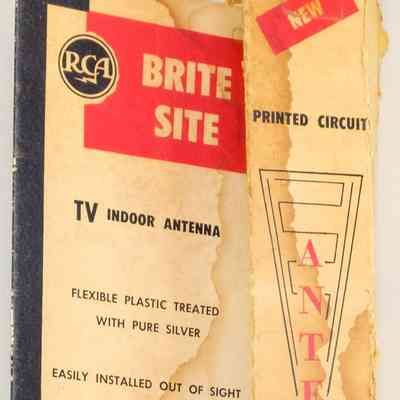 RCA
BRITE
SITE
TV INDOOR ANTENNA
FLEXIBLE PLASTIC TREATED
WITH PURE SILVER
EASILY INSTALLED OUT OF SIGHT
NEW
PRINTED CIRCUIT
ANTE